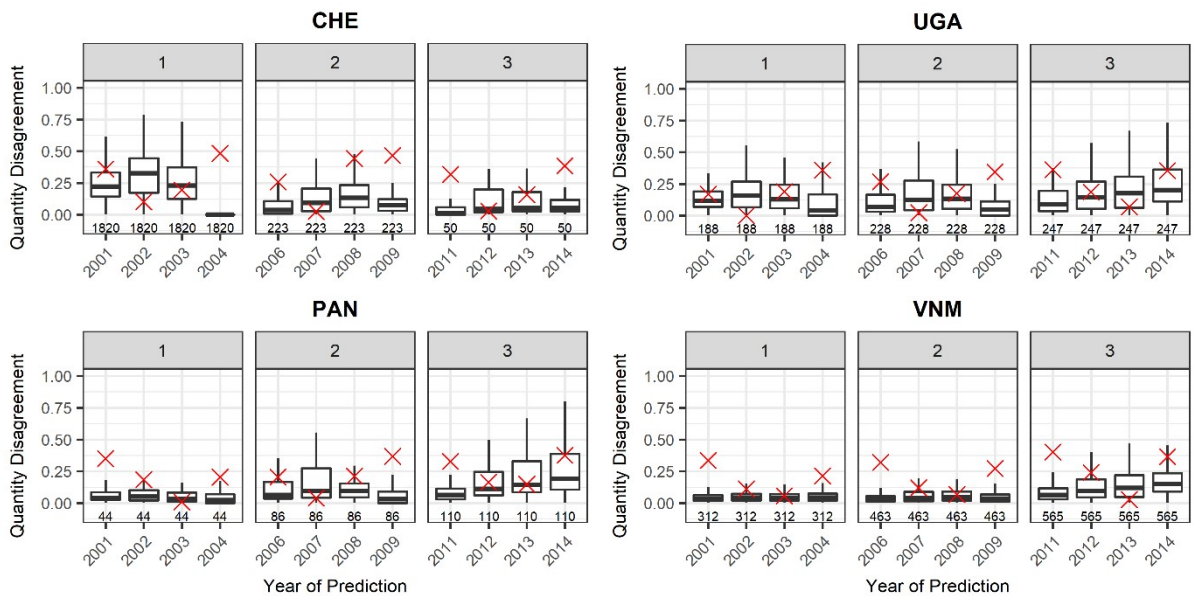 CHE
1 2 3
Quantity Disagreement
1.00
0.75
0.50
0.25
0.00
1820 1820 1820 1820 223 223 223 223 50 50 50 50
2001 2002 2003 2004 2006 2007 2008 2009 2011 2012 2013 2014
UGA
1 2 3
Quantity Disagreement
1.00
0.75
0.50
0.25
0.00
188 188 188 188 228 228 228 228 247 247 247 247
2001 2002 2003 2004 2006 2007 2008 2009 2011 2012 2013 2014
PAN
1 2 3
Quantity Disagreement
1.00
0.75
0.50
0.25
0.00
44 44 44 44 86 86 86 86 110 110 110 110
2001 2002 2003 2004 2006 2007 2008 2009 2011 2012 2013 2014
Year of Prediction
VNM
1 2 3
Quantity Disagreement
1.00
0.75
0.50
0.25
0.00
312 312 312 312 463 463 463 463 565 565 565 565
2001 2002 2003 2004 2006 2007 2008 2009 2011 2012 2013 2014
Year of Prediction